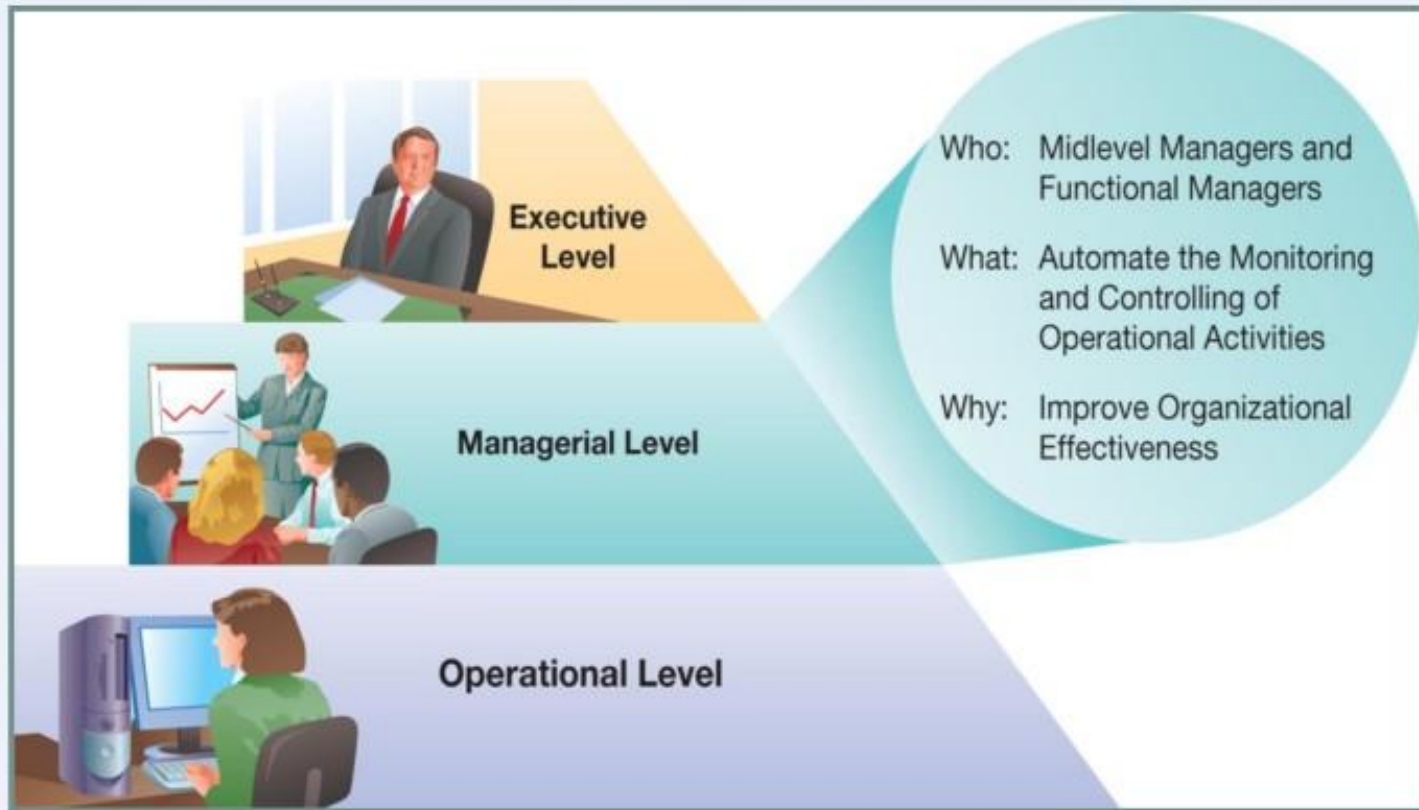 Executive
Level
Managerial Level
Operational Level
Who: Midlevel Managers and
Functional Managers
What: Automate the Monitoring
and Controlling of
Operational Activities
Why: Improve Organizational
Effectiveness